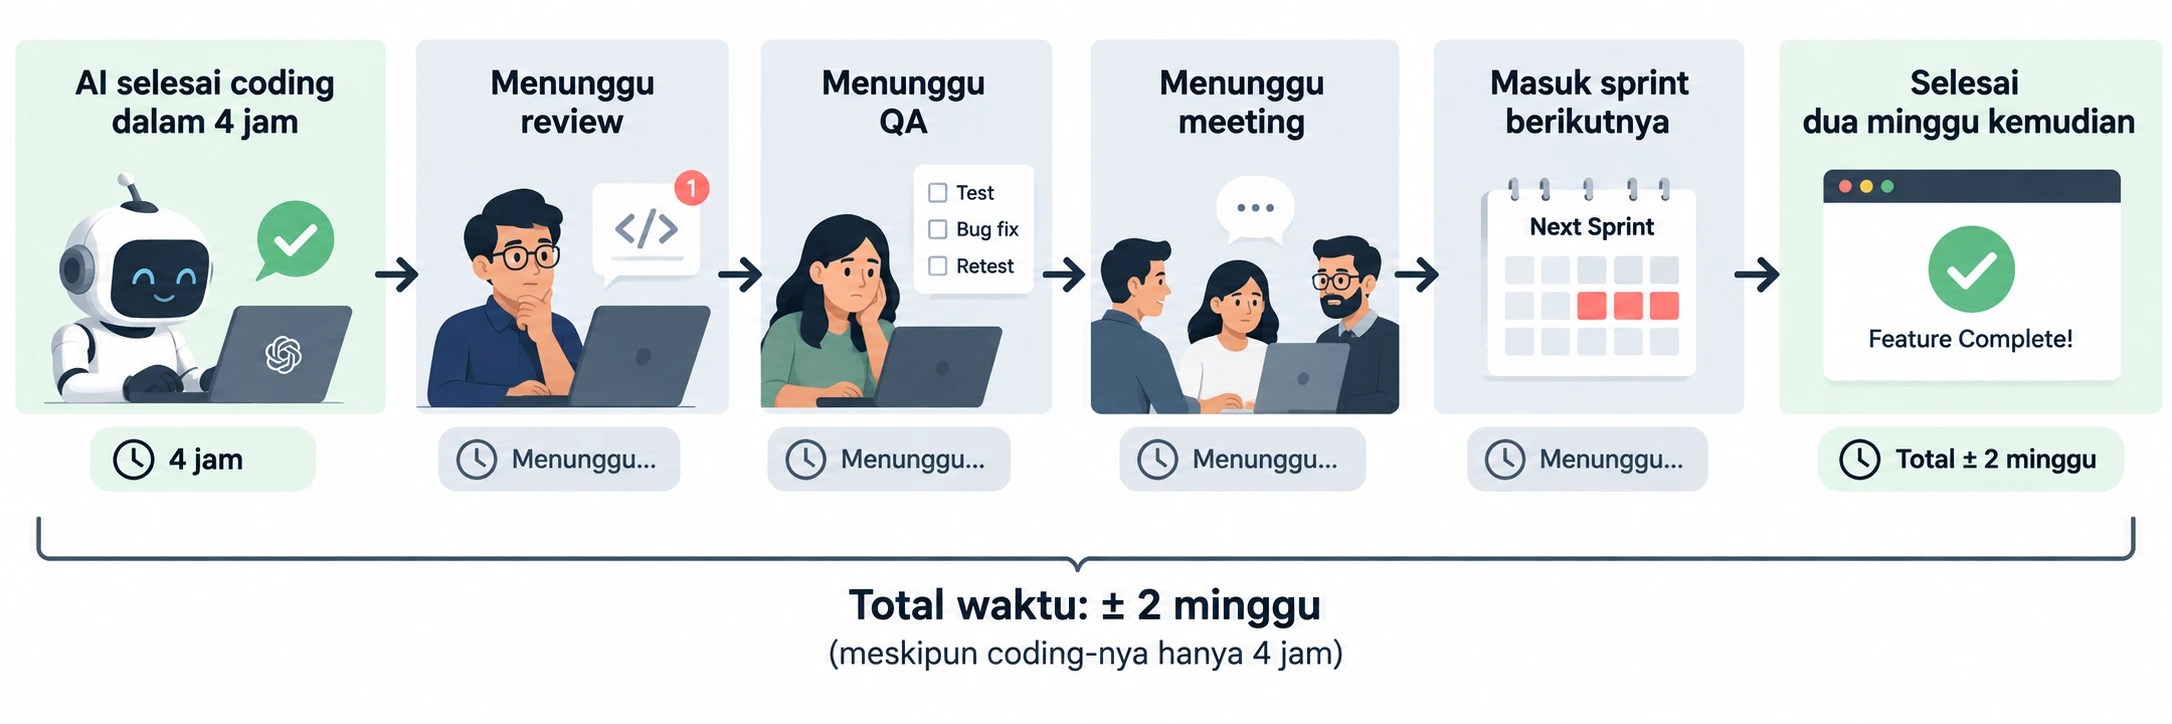 AI selesai coding
dalam 4 jam
Menunggu
review
Menunggu
QA
Menunggu
meeting
Masuk sprint
berikutnya
Selesai
dua minggu kemudian
</>
1
Test
Bug fix
Retest
...
Next Sprint
Feature Complete!
4 jam
Menunggu...
Menunggu...
Menunggu...
Menunggu...
Total ± 2 minggu
Total waktu: ± 2 minggu
(meskipun coding-nya hanya 4 jam)